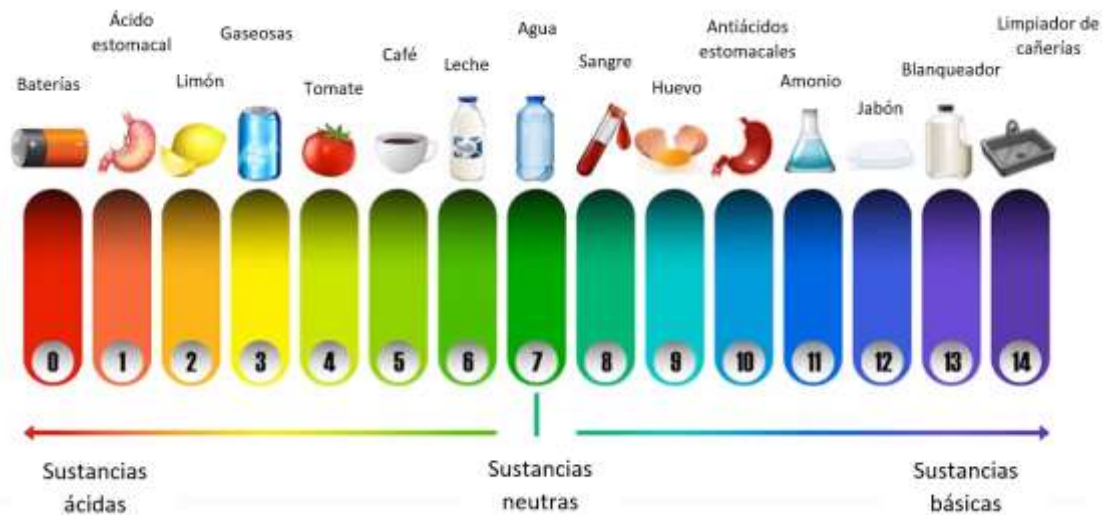 Baterías
Ácido
estomacal
Limón
Gaseosas
Tomate
Café
Leche
Agua
Sangre
Huevo
Antiácidos
estomacales
Amonio
Jabón
Blanqueador
Limpiador de
cañerías
0 1 2 3 4 5 6 7 8 9 10 11 12 13 14
Sustancias
ácidas
Sustancias
neutras
Sustancias
básicas